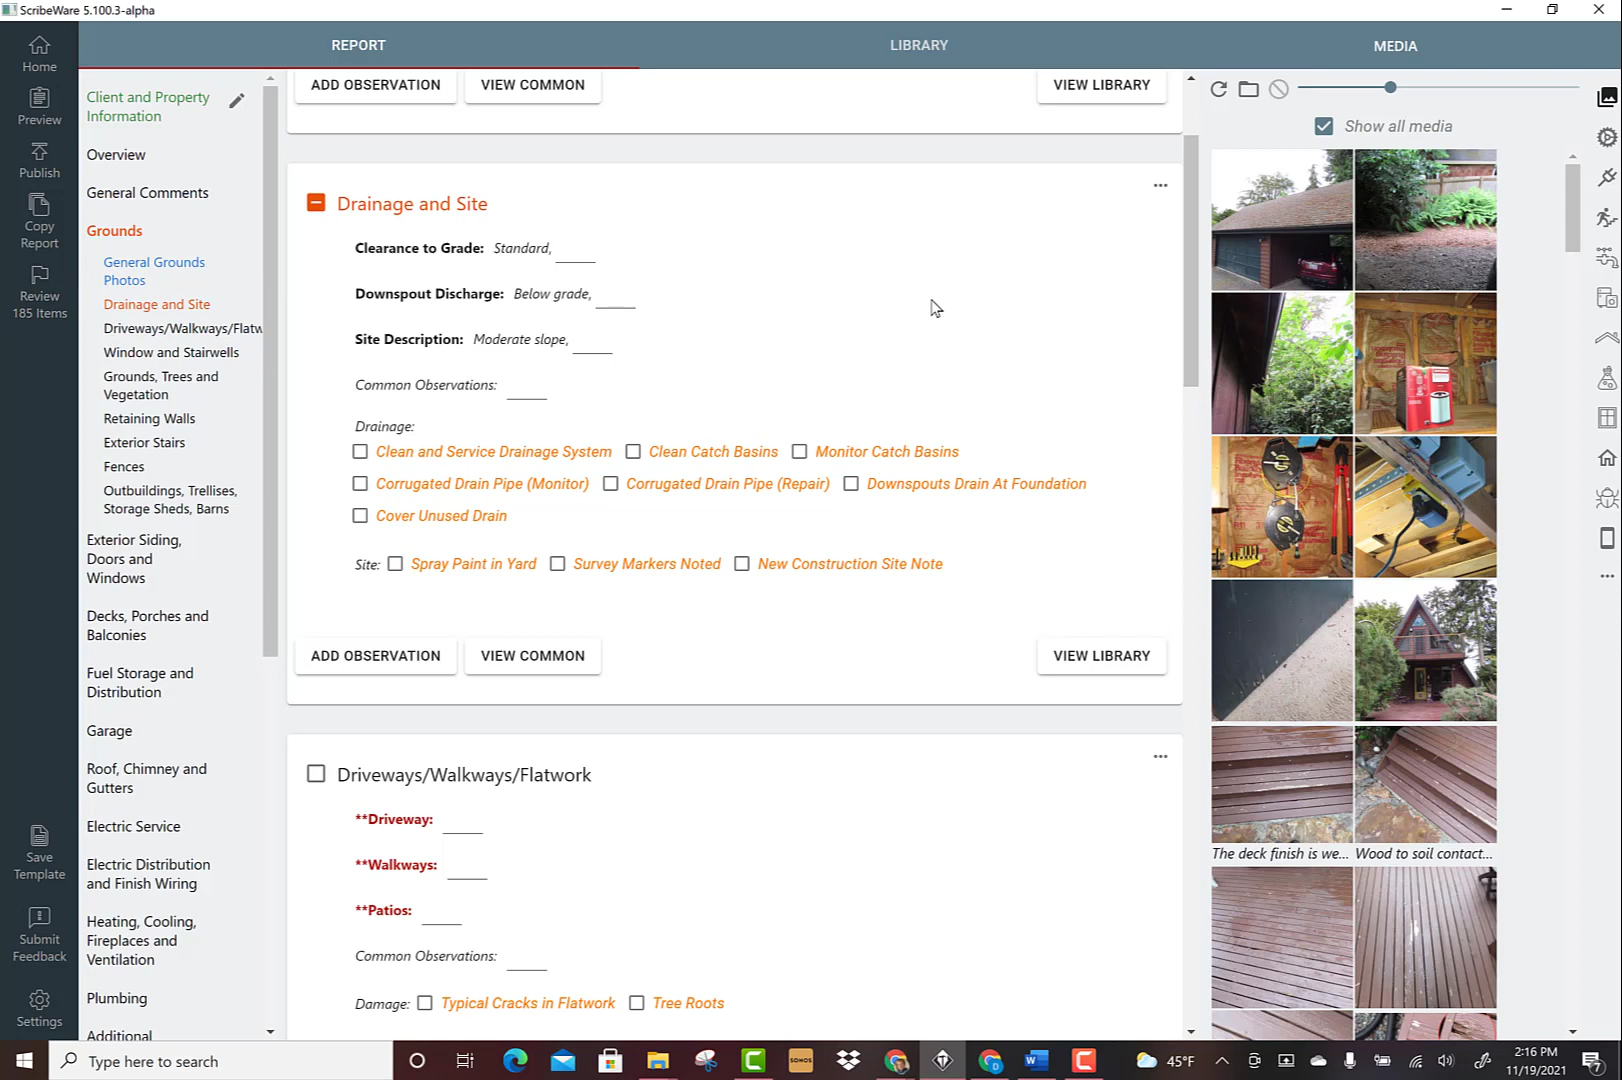 ScribeWare 5.100.3-alpha
REPORT
LIBRARY
MEDIA
Home
Preview
Publish
Copy
Report
Review
185 Items
Save
Template
Submit
Feedback
Settings
Client and Property
Information
Overview
General Comments
Grounds
General Grounds
Photos
Drainage and Site
Driveways/Walkways/Flatw
Window and Stairwells
Grounds, Trees and
Vegetation
Retaining Walls
Exterior Stairs
Fences
Outbuildings, Trellises,
Storage Sheds, Barns
Exterior Siding,
Doors and
Windows
Decks, Porches and
Balconies
Fuel Storage and
Distribution
Garage
Roof, Chimney and
Gutters
Electric Service
Electric Distribution
and Finish Wiring
Heating, Cooling,
Fireplaces and
Ventilation
Plumbing
Additional
ADD OBSERVATION VIEW COMMON VIEW LIBRARY
Drainage and Site
Clearance to Grade: Standard,
Downspout Discharge: Below grade,
Site Description: Moderate slope,
Common Observations:
Drainage:
Clean and Service Drainage System Clean Catch Basins Monitor Catch Basins
Corrugated Drain Pipe (Monitor) Corrugated Drain Pipe (Repair) Downspouts Drain At Foundation
Cover Unused Drain
Site: Spray Paint in Yard Survey Markers Noted New Construction Site Note
ADD OBSERVATION VIEW COMMON VIEW LIBRARY
Driveways/Walkways/Flatwork
**Driveway:
**Walkways:
**Patios:
Common Observations:
Damage: Typical Cracks in Flatwork Tree Roots
Show all media
The deck finish is we... Wood to soil contact...
Type here to search
SONOS
45°F
2:16 PM
11/19/2021
7